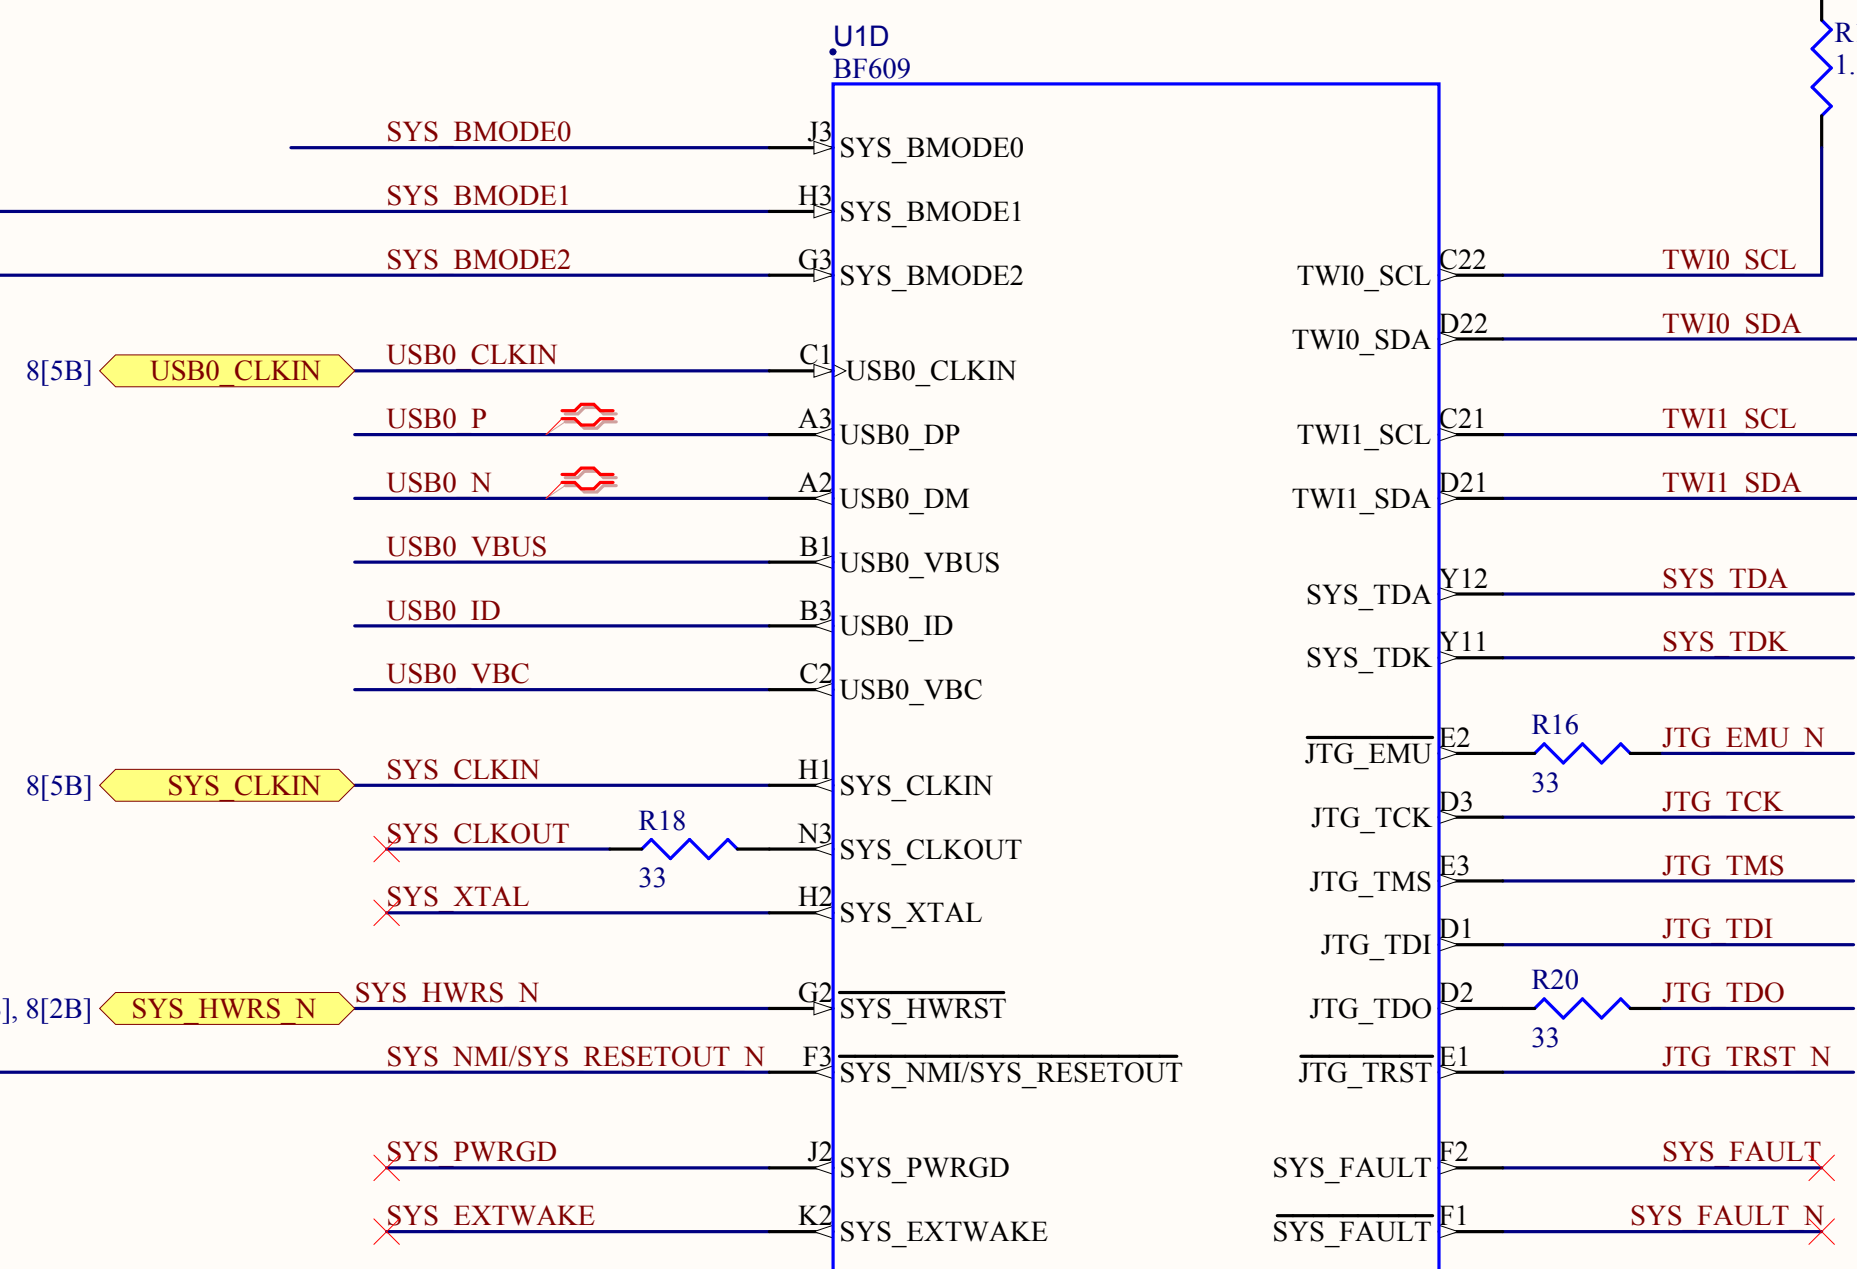 U1D
BF609
R
1.
SYS_BMODE0 J3 SYS_BMODE0
SYS_BMODE1 H3 SYS_BMODE1
SYS_BMODE2 G3 SYS_BMODE2
TWI0_SCL C22 TWI0_SCL
TWI0_SDA D22 TWI0_SDA
8[5B] USB0_CLKIN USB0_CLKIN C1 USB0_CLKIN
USB0_P A3 USB0_DP
TWI1_SCL C21 TWI1_SCL
USB0_N A2 USB0_DM
TWI1_SDA D21 TWI1_SDA
USB0_VBUS B1 USB0_VBUS
SYS_TDA Y12 SYS_TDA
USB0_ID B3 USB0_ID
SYS_TDK Y11 SYS_TDK
USB0_VBC C2 USB0_VBC
JTG_EMU E2 R16 33 JTG_EMU_N
8[5B] SYS_CLKIN SYS_CLKIN H1 SYS_CLKIN
JTG_TCK D3 JTG_TCK
SYS_CLKOUT R18 33 N3 SYS_CLKOUT
JTG_TMS E3 JTG_TMS
SYS_XTAL H2 SYS_XTAL
JTG_TDI D1 JTG_TDI
], 8[2B] SYS_HWRS_N SYS_HWRS_N G2 SYS_HWRST
JTG_TDO D2 R20 33 JTG_TDO
SYS_NMI/SYS_RESETOUT_N F3 SYS_NMI/SYS_RESETOUT
JTG_TRST E1 JTG_TRST_N
SYS_PWRGD J2 SYS_PWRGD
SYS_FAULT F2 SYS_FAULT
SYS_EXTWAKE K2 SYS_EXTWAKE
SYS_FAULT F1 SYS_FAULT_N